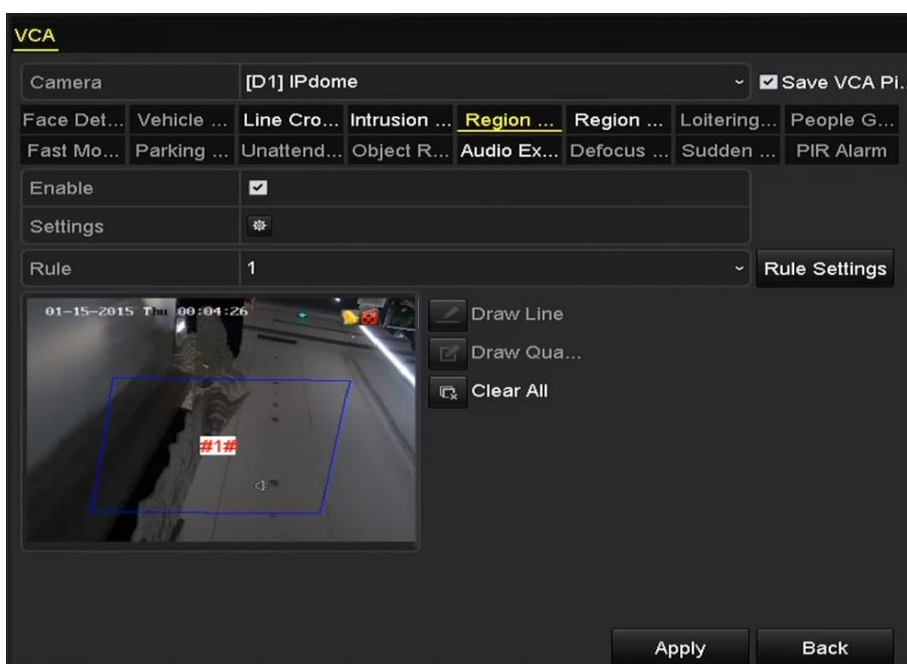 VCA
Camera [D1] IPdome Save VCA Pi..
Face Det... Vehicle ... Line Cro... Intrusion ... Region ... Region ... Loitering... People G...
Fast Mo... Parking ... Unattend... Object R... Audio Ex... Defocus ... Sudden ... PIR Alarm
Enable
Settings
Rule 1 Rule Settings
01-15-2015 Thu 00:04:26
Draw Line
Draw Qua...
Clear All
#1#
Apply Back